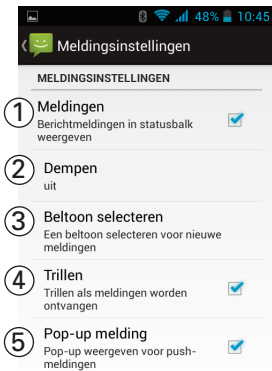 48% 10:45
Meldingsinstellingen
MELDINGSINSTELLINGEN
1 Meldingen
Berichtmeldingen in statusbalk
weergeven
2 Dempen
uit
3 Beltoon selecteren
Een beltoon selecteren voor nieuwe
meldingen
4 Trillen
Trillen als meldingen worden
ontvangen
5 Pop-up melding
Pop-up weergeven voor push-
meldingen